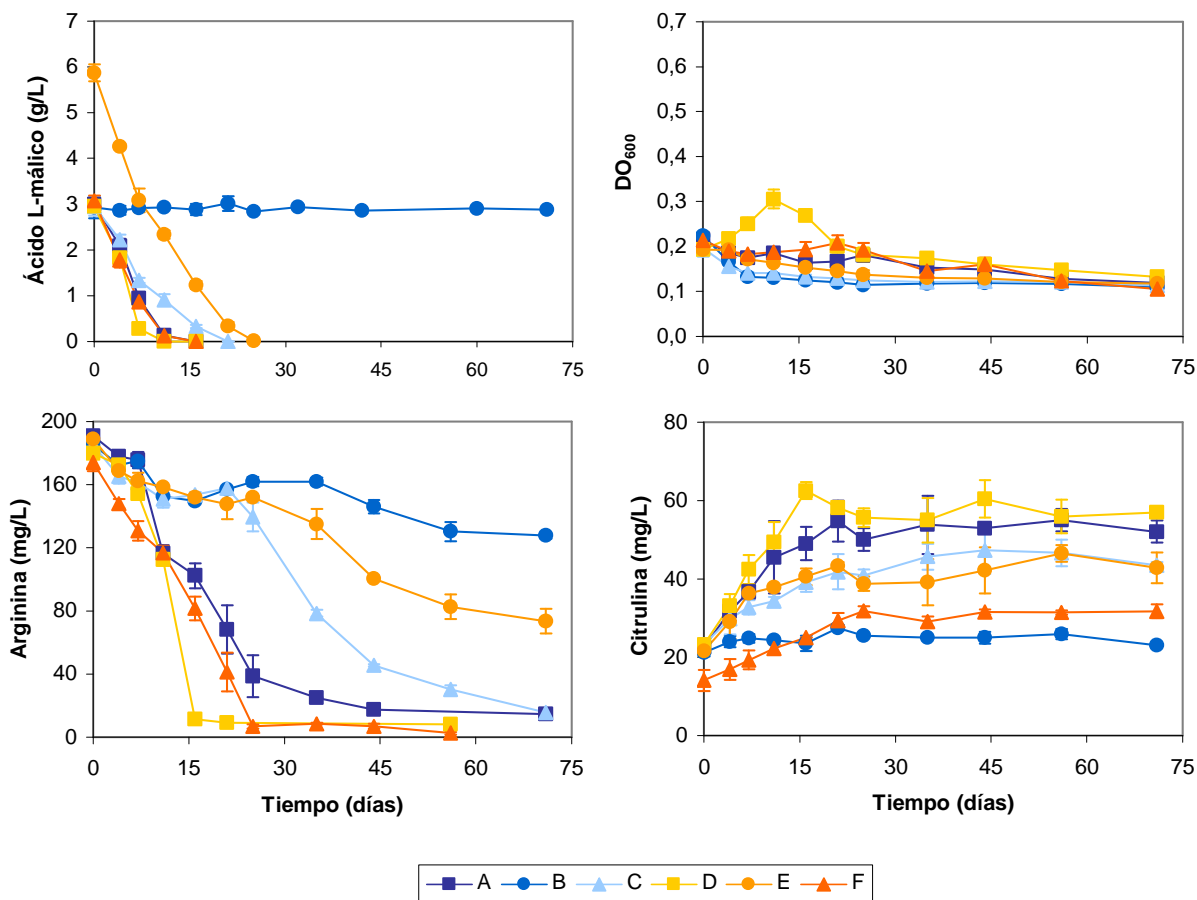 Ácido L-málico (g/L)
7
6
5
4
3
2
1
0
0 15 30 45 60 75
DO600
0,7
0,6
0,5
0,4
0,3
0,2
0,1
0,0
0 15 30 45 60 75
Arginina (mg/L)
200
160
120
80
40
0
0 15 30 45 60 75
Tiempo (días)
Citrulina (mg/L)
80
60
40
20
0
0 15 30 45 60 75
Tiempo (días)
A B C D E F